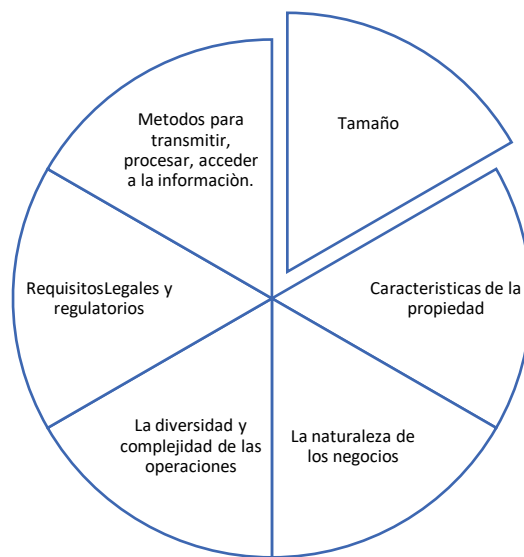 Tamaño
Caracteristicas de la
propiedad
La naturaleza de
los negocios
La diversidad y
complejidad de las
operaciones
RequisitosLegales y
regulatorios
Metodos para
transmitir,
procesar, acceder
a la informaciòn.